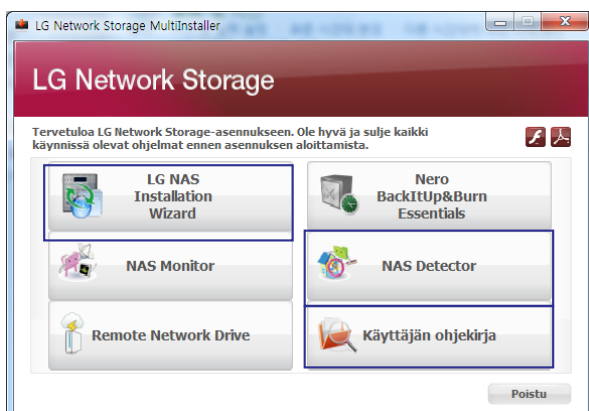 LG Network Storage MultiInstaller
LG Network Storage
Tervetuloa LG Network Storage-asennukseen. Ole hyvä ja sulje kaikki
käynnissä olevat ohjelmat ennen asennuksen aloittamista.
LG NAS
Installation
Wizard
Nero
BackItUp&Burn
Essentials
NAS Monitor
NAS Detector
Remote Network Drive
Käyttäjän ohjekirja
Poistu